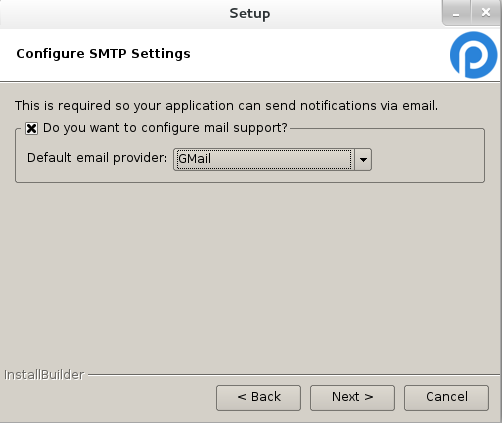 Setup
Configure SMTP Settings
This is required so your application can send notifications via email.
Do you want to configure mail support?
Default email provider: GMail
InstallBuilder
< Back Next > Cancel